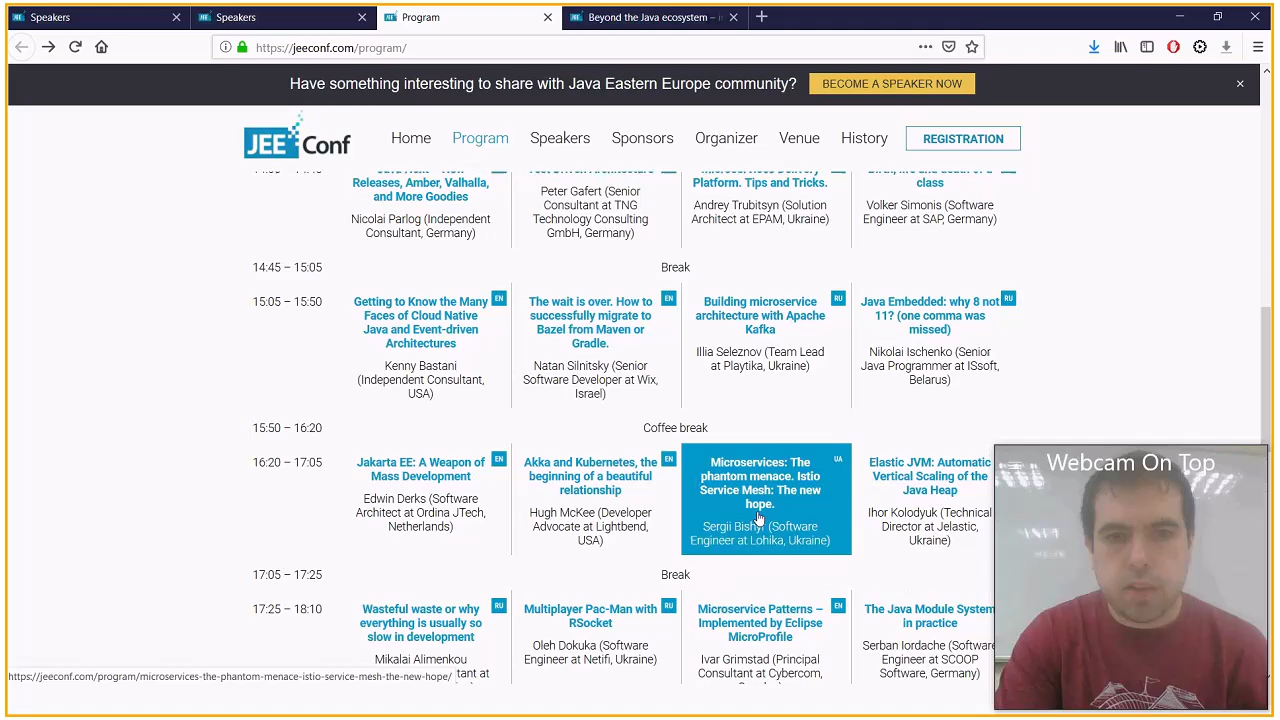 Speakers
Speakers
Program
Beyond the Java ecosystem –
https://jeeconf.com/program/
Have something interesting to share with Java Eastern Europe community?
BECOME A SPEAKER NOW
JEE Conf
Home
Program
Speakers
Sponsors
Organizer
Venue
History
REGISTRATION
Releases, Amber, Valhalla,
and More Goodies
Nicolai Parlog (Independent
Consultant, Germany)
Peter Gafert (Senior
Consultant at TNG
Technology Consulting
GmbH, Germany)
Platform. Tips and Tricks.
Andrey Trubitsyn (Solution
Architect at EPAM, Ukraine)
class
Volker Simonis (Software
Engineer at SAP, Germany)
14:45 – 15:05
Break
15:05 – 15:50
Getting to Know the Many
Faces of Cloud Native
Java and Event-driven
Architectures
EN
Kenny Bastani
(Independent Consultant,
USA)
The wait is over. How to
successfully migrate to
Bazel from Maven or
Gradle.
EN
Natan Silnitsky (Senior
Software Developer at Wix,
Israel)
Building microservice
architecture with Apache
Kafka
RU
Illia Seleznov (Team Lead
at Playtika, Ukraine)
Java Embedded: why 8 not
11? (one comma was
missed)
RU
Nikolai Ischenko (Senior
Java Programmer at ISsoft,
Belarus)
15:50 – 16:20
Coffee break
16:20 – 17:05
Jakarta EE: A Weapon of
Mass Development
EN
Edwin Derks (Software
Architect at Ordina JTech,
Netherlands)
Akka and Kubernetes, the
beginning of a beautiful
relationship
EN
Hugh McKee (Developer
Advocate at Lightbend,
USA)
Microservices: The
phantom menace. Istio
Service Mesh: The new
hope.
UA
Sergii Bishyr (Software
Engineer at Lohika, Ukraine)
Elastic JVM: Automatic
Vertical Scaling of the
Java Heap
Ihor Kolodyuk (Technical
Director at Jelastic,
Ukraine)
Webcam On Top
17:05 – 17:25
Break
17:25 – 18:10
Wasteful waste or why
everything is usually so
slow in development
RU
Mikalai Alimenkou
Multiplayer Pac-Man with
RSocket
RU
Oleh Dokuka (Software
Engineer at Netifi, Ukraine)
Microservice Patterns –
Implemented by Eclipse
MicroProfile
EN
Ivar Grimstad (Principal
Consultant at Cybercom,
The Java Module System
in practice
Serban Iordache (Software
Engineer at SCOOP
Software, Germany)
https://jeeconf.com/program/microservices-the-phantom-menace-istio-service-mesh-the-new-hope/